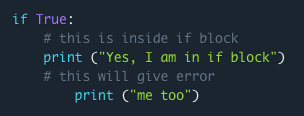 if True:
    # this is inside if block
    print ("Yes, I am in if block")
    # this will give error
        print ("me too")